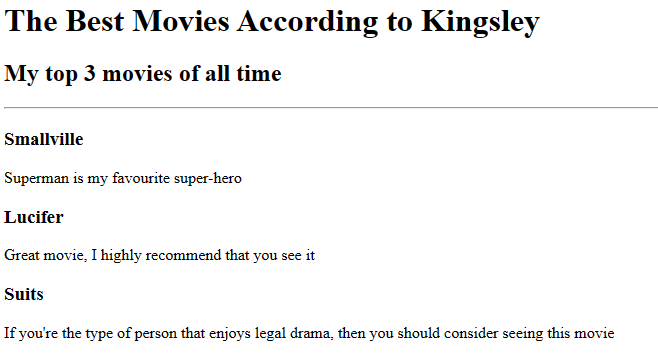 The Best Movies According to Kingsley
My top 3 movies of all time
Smallville
Superman is my favourite super-hero
Lucifer
Great movie, I highly recommend that you see it
Suits
If you're the type of person that enjoys legal drama, then you should consider seeing this movie